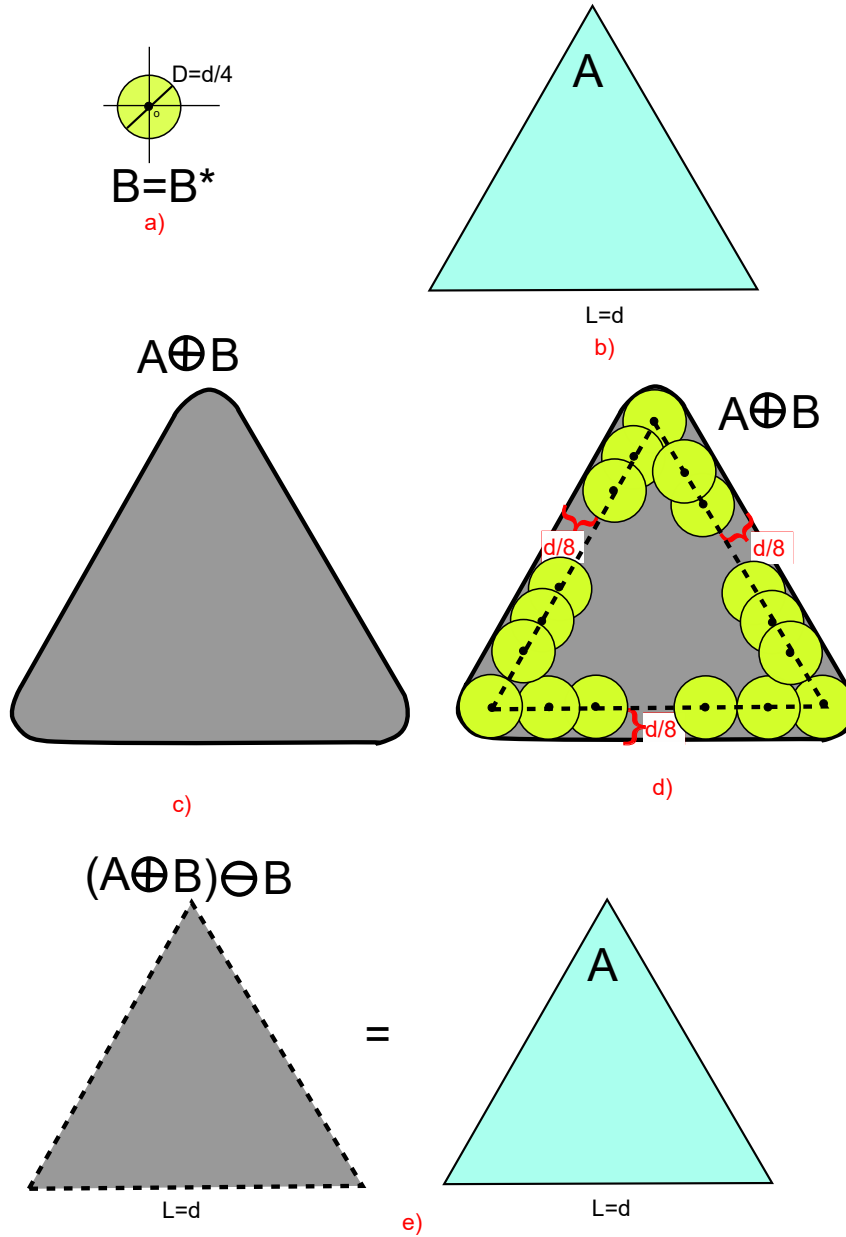 D=d/4
o
B=B*
a)
A
L=d
b)
A⊕B
c)
A⊕B
d/8
d/8
d/8
d)
(A⊕B)⊖B
L=d
=
A
L=d
e)